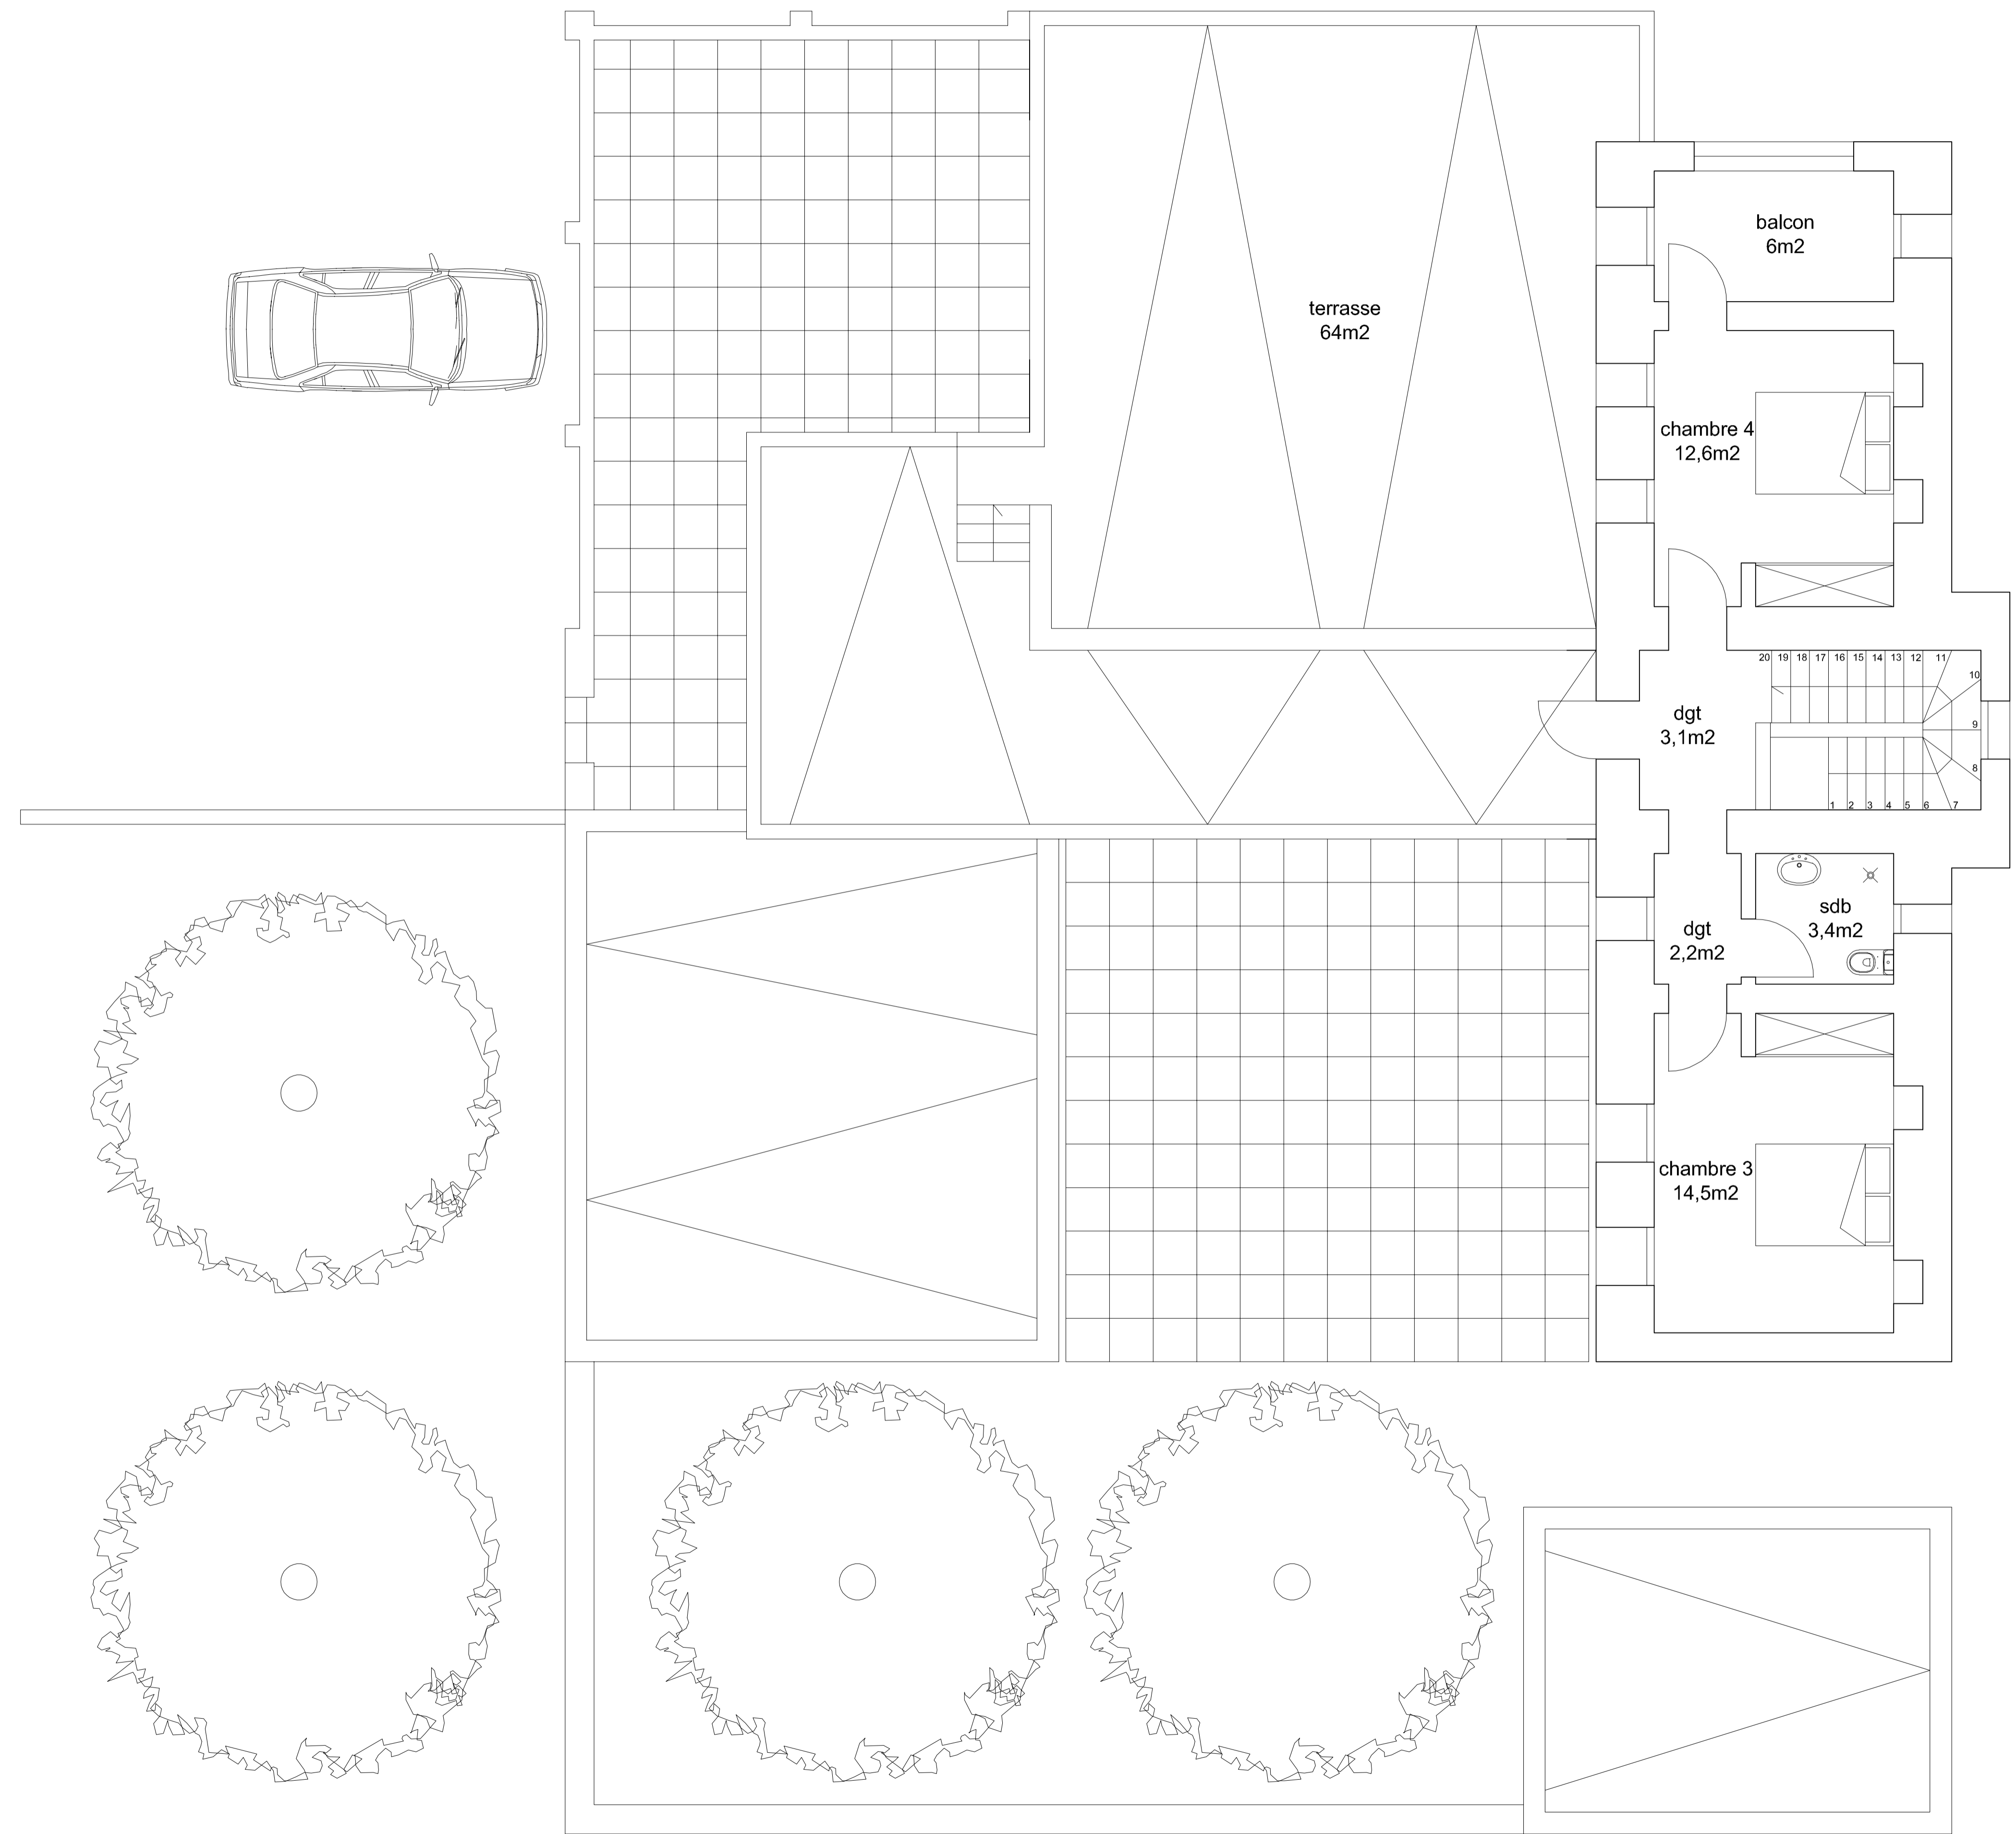 balcon
6m2
terrasse
64m2
chambre 4
12,6m2
20 19 18 17 16 15 14 13 12 11
10
dgt
3,1m2
9
8
1 2 3 4 5 6 7
sdb
3,4m2
dgt
2,2m2
chambre 3
14,5m2